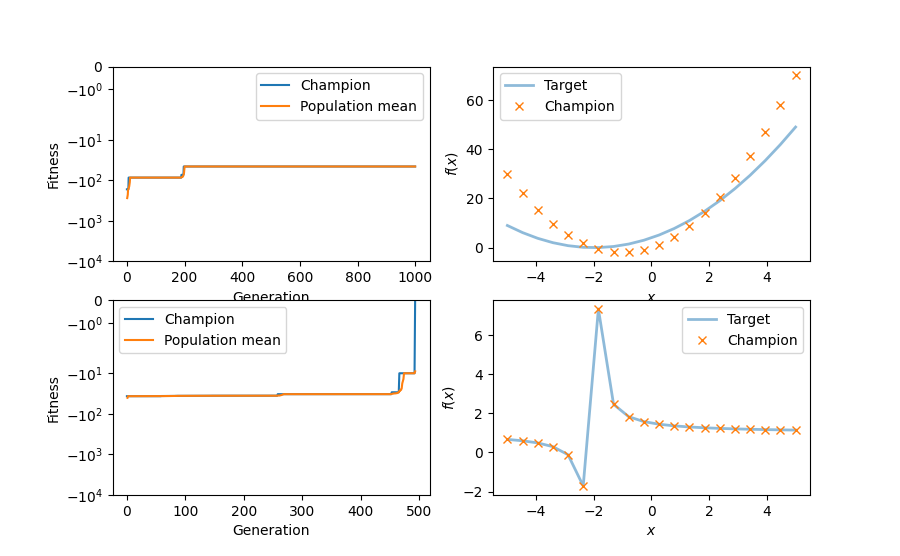 0
−10⁰
−10¹
−10²
−10³
−10⁴
Fitness
Champion
Population mean
0 200 400 600 800 1000
Generation
60
40
20
0
f(x)
Target
Champion
−4 −2 0 2 4
x
0
−10⁰
−10¹
−10²
−10³
−10⁴
Fitness
Champion
Population mean
0 100 200 300 400 500
Generation
6
4
2
0
−2
f(x)
Target
Champion
−4 −2 0 2 4
x